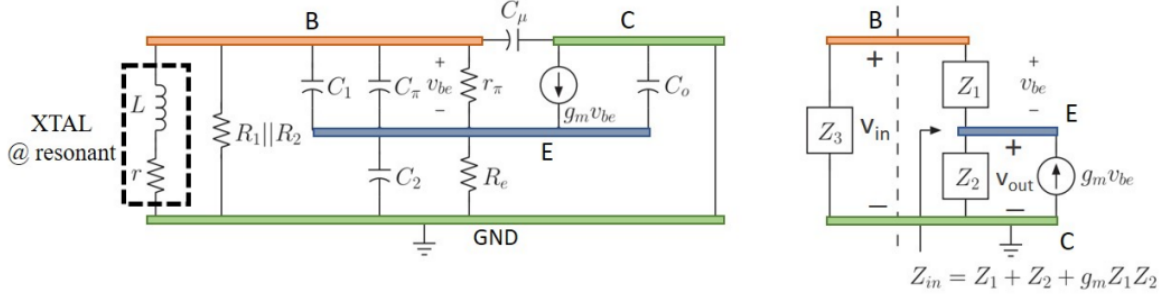 B
C_μ
C
B
L
XTAL
@ resonant
r
R_1||R_2
C_1
C_π
+
v_be
−
r_π
g_m v_be
C_o
E
C_2
R_e
GND
+
Z_3
V_in
−
Z_1
+
v_be
−
E
Z_2
+
V_out
−
g_m v_be
C
Z_in = Z_1 + Z_2 + g_m Z_1 Z_2